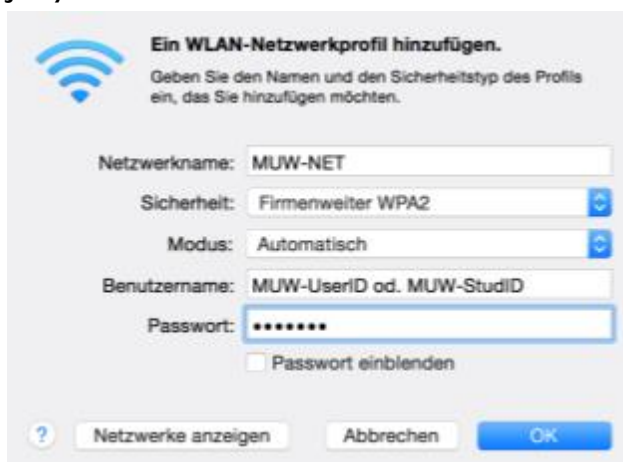 Ein WLAN-Netzwerkprofil hinzufügen.
Geben Sie den Namen und den Sicherheitstyp des Profils
ein, das Sie hinzufügen möchten.
Netzwerkname: MUW-NET
Sicherheit: Firmenweiter WPA2
Modus: Automatisch
Benutzername: MUW-UserID od. MUW-StudID
Passwort: •••••••
Passwort einblenden
? Netzwerke anzeigen Abbrechen OK